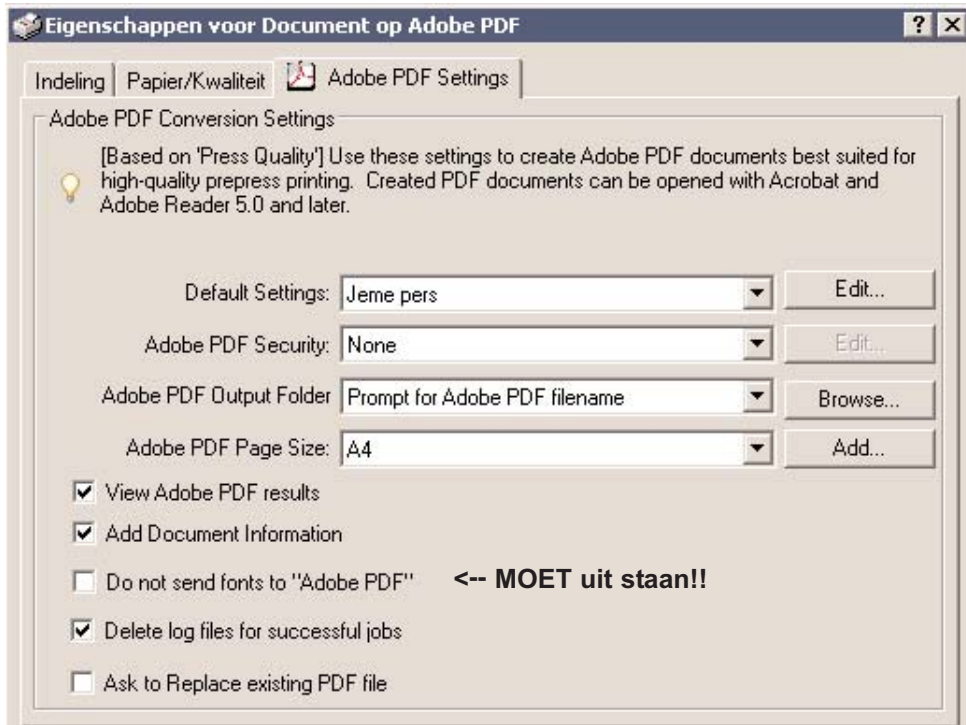 Eigenschappen voor Document op Adobe PDF
Indeling Papier/Kwaliteit Adobe PDF Settings
Adobe PDF Conversion Settings
[Based on 'Press Quality'] Use these settings to create Adobe PDF documents best suited for
high-quality prepress printing. Created PDF documents can be opened with Acrobat and
Adobe Reader 5.0 and later.
Default Settings: Jeme pers Edit...
Adobe PDF Security: None Edit...
Adobe PDF Output Folder Prompt for Adobe PDF filename Browse...
Adobe PDF Page Size: A4 Add...
View Adobe PDF results
Add Document Information
Do not send fonts to "Adobe PDF" <-- MOET uit staan!!
Delete log files for successful jobs
Ask to Replace existing PDF file